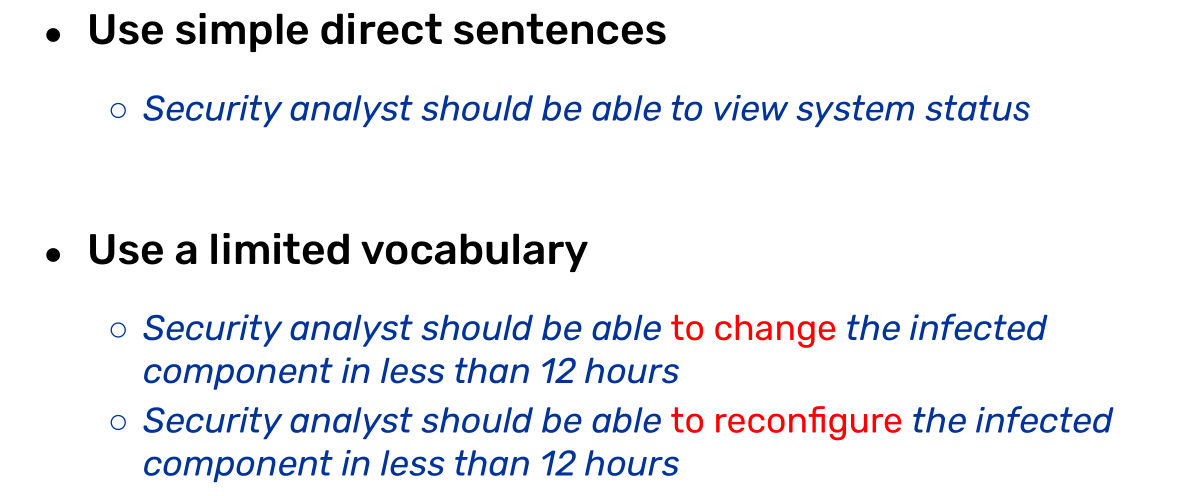 • Use simple direct sentences
○ Security analyst should be able to view system status
• Use a limited vocabulary
○ Security analyst should be able to change the infected
component in less than 12 hours
○ Security analyst should be able to reconfigure the infected
component in less than 12 hours